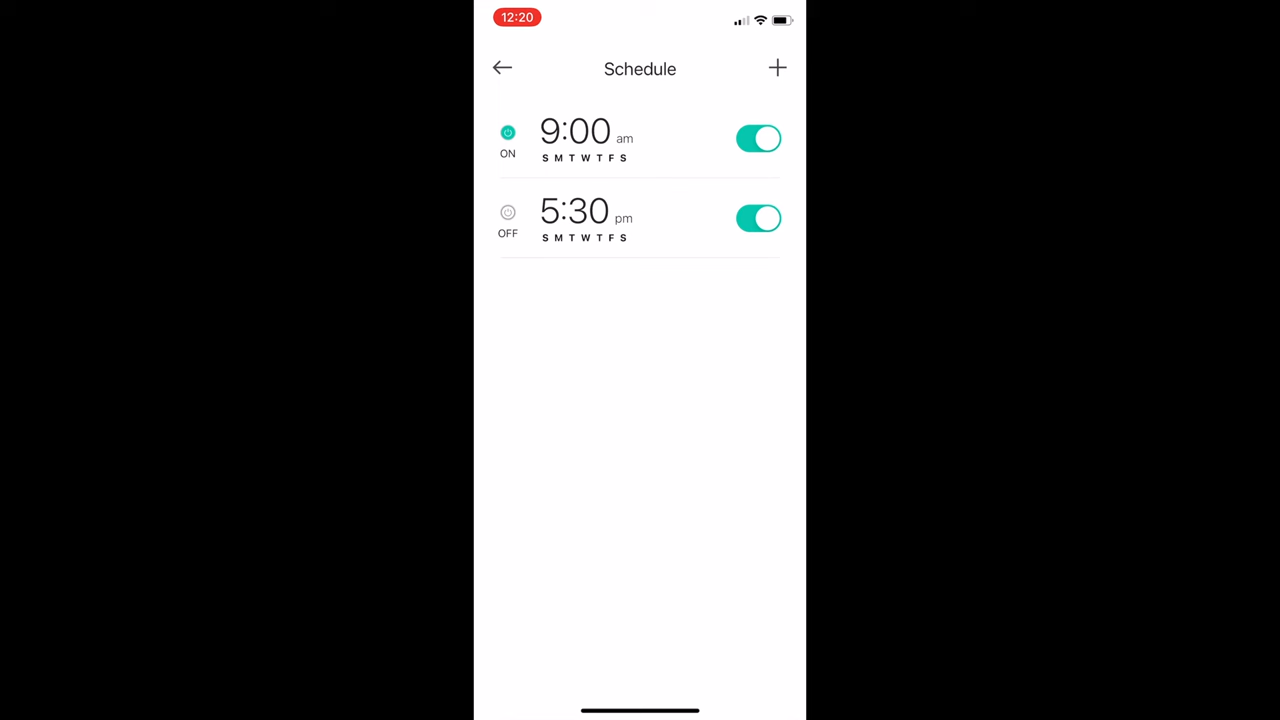 12:20
Schedule
9:00 am
ON
S M T W T F S
5:30 pm
OFF
S M T W T F S